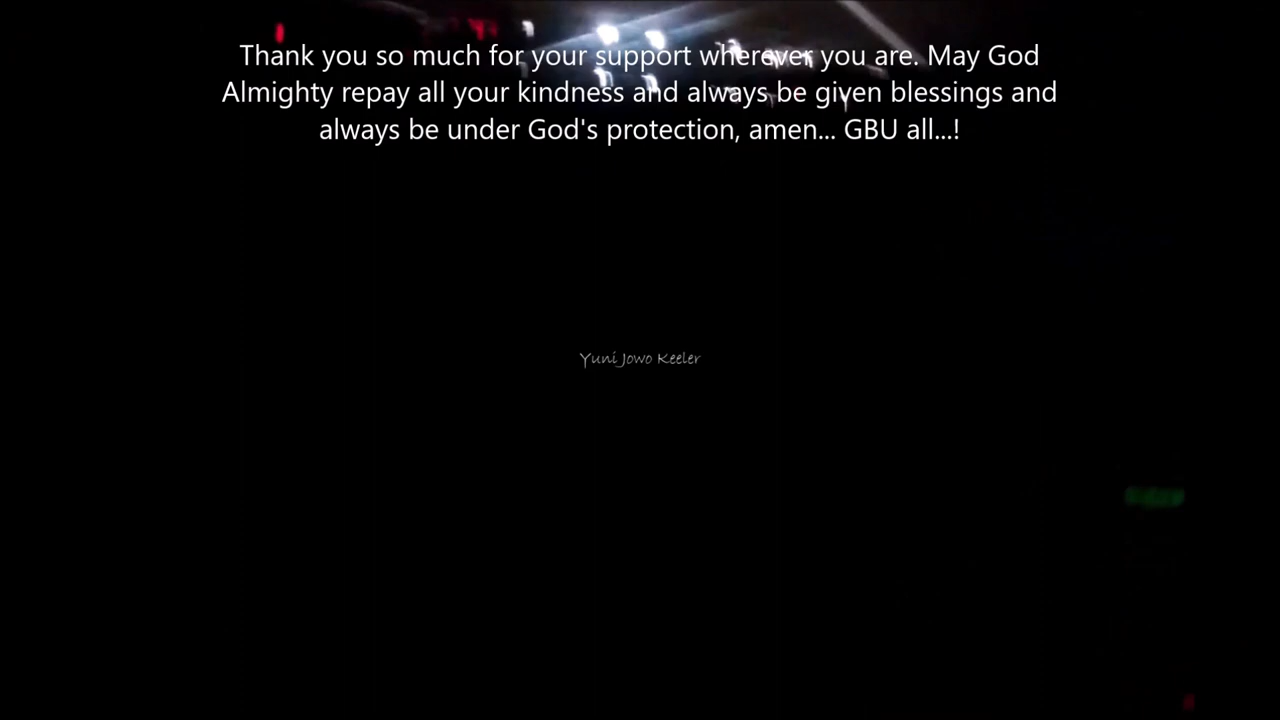 Thank you so much for your support wherever you are. May God
Almighty repay all your kindness and always be given blessings and
always be under God's protection, amen... GBU all...!
Yuni Jowo Keeler